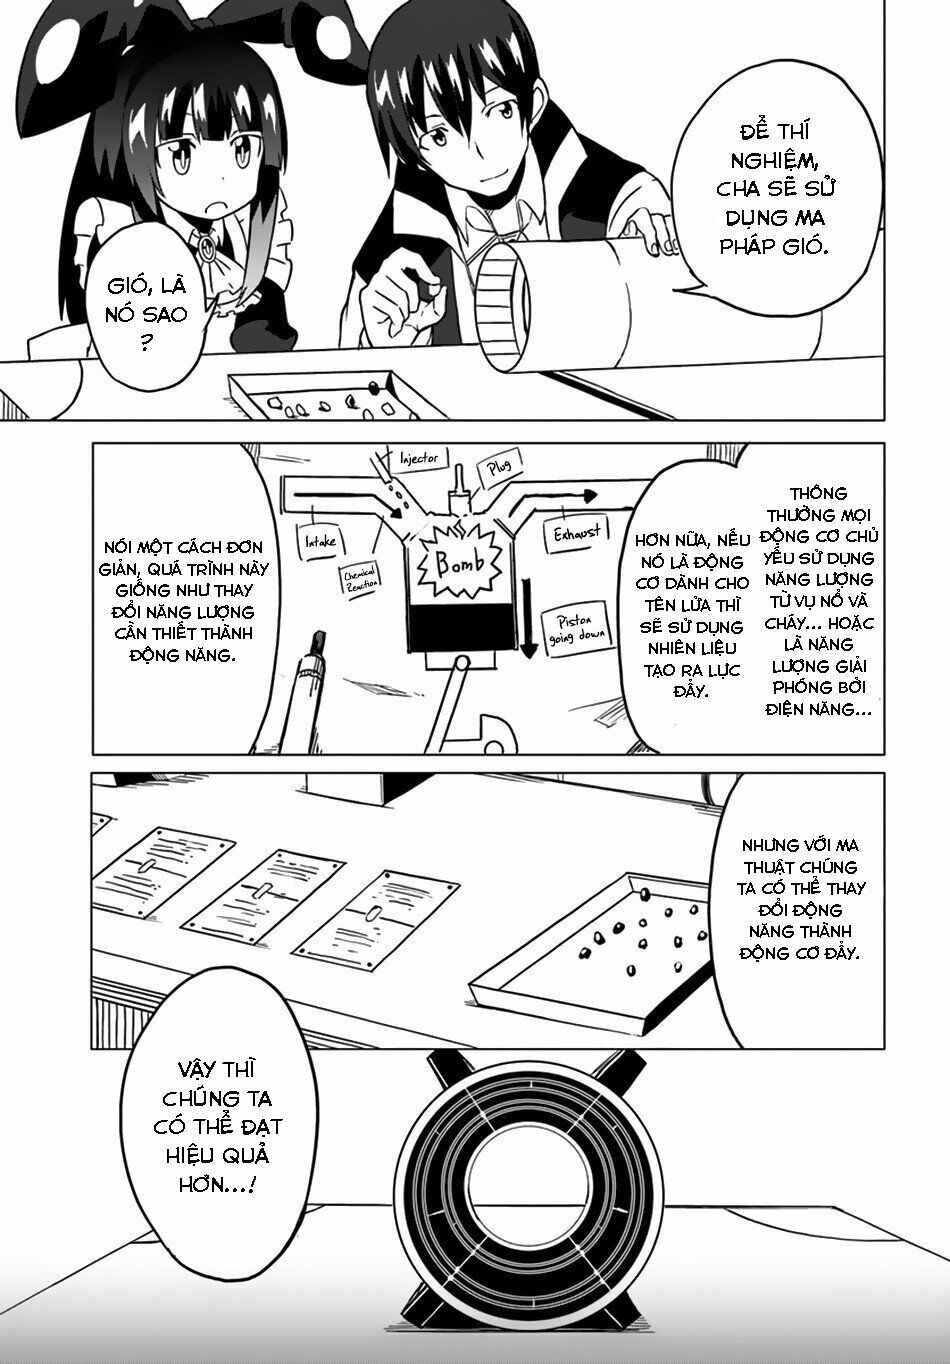 ĐỂ THÍ
NGHIỆM,
CHA SẼ SỬ
DỤNG MA
PHÁP GIÓ.
GIÓ, LÀ
NÓ SAO
?
THÔNG
THƯỞNG MỌI
ĐỘNG CƠ CHỦ
YẾU SỬ DỤNG
NĂNG LƯỢNG
TỪ VỤ NỔ VÀ
CHÁY... HOẶC
LÀ NĂNG
LƯỢNG GIẢI
PHÓNG BỞI
ĐIỆN NĂNG...
HƠN NỮA, NẾU
NÓ LÀ ĐỘNG
CƠ DÀNH CHO
TÊN LỬA THÌ
SẼ SỬ DỤNG
NHIÊN LIỆU
TẠO RA LỰC
ĐẨY.
Injector
Plug
Intake
Exhaust
Chemical
Reaction
Bomb
Piston
going down
NÓI MỘT CÁCH ĐƠN
GIẢN, QUÁ TRÌNH NÀY
GIỐNG NHƯ THAY
ĐỔI NĂNG LƯỢNG
CẦN THIẾT THÀNH
ĐỘNG NĂNG.
NHƯNG VỚI MA
THUẬT CHÚNG
TA CÓ THỂ THAY
ĐỔI ĐỘNG
NĂNG THÀNH
ĐỘNG CƠ ĐẨY.
VẬY THÌ
CHÚNG TA
CÓ THỂ ĐẠT
HIỆU QUẢ
HƠN...!